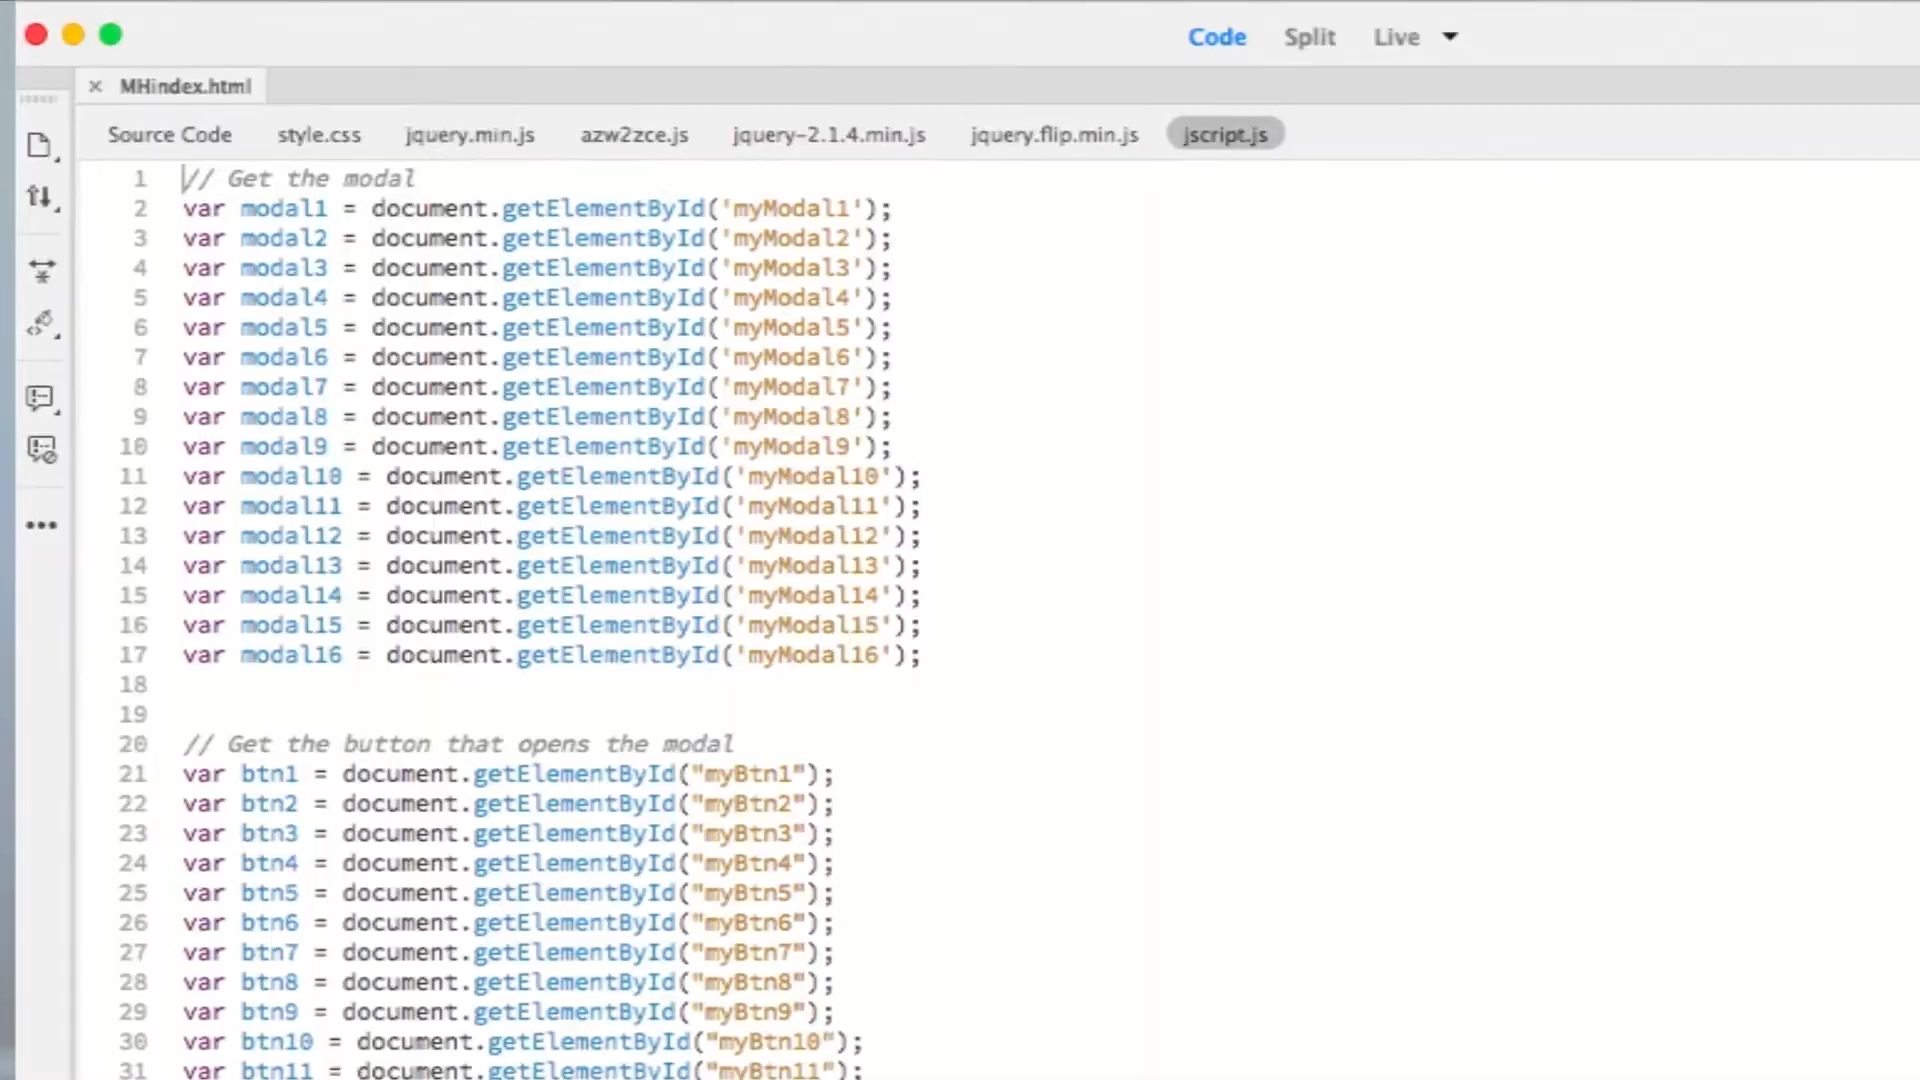 Code Split Live
× MHindex.html
Source Code style.css jquery.min.js azw2zce.js jquery-2.1.4.min.js jquery.flip.min.js jscript.js
1 // Get the modal
2 var modal1 = document.getElementById('myModal1');
3 var modal2 = document.getElementById('myModal2');
4 var modal3 = document.getElementById('myModal3');
5 var modal4 = document.getElementById('myModal4');
6 var modal5 = document.getElementById('myModal5');
7 var modal6 = document.getElementById('myModal6');
8 var modal7 = document.getElementById('myModal7');
9 var modal8 = document.getElementById('myModal8');
10 var modal9 = document.getElementById('myModal9');
11 var modal10 = document.getElementById('myModal10');
12 var modal11 = document.getElementById('myModal11');
13 var modal12 = document.getElementById('myModal12');
14 var modal13 = document.getElementById('myModal13');
15 var modal14 = document.getElementById('myModal14');
16 var modal15 = document.getElementById('myModal15');
17 var modal16 = document.getElementById('myModal16');
18
19
20 // Get the button that opens the modal
21 var btn1 = document.getElementById("myBtn1");
22 var btn2 = document.getElementById("myBtn2");
23 var btn3 = document.getElementById("myBtn3");
24 var btn4 = document.getElementById("myBtn4");
25 var btn5 = document.getElementById("myBtn5");
26 var btn6 = document.getElementById("myBtn6");
27 var btn7 = document.getElementById("myBtn7");
28 var btn8 = document.getElementById("myBtn8");
29 var btn9 = document.getElementById("myBtn9");
30 var btn10 = document.getElementById("myBtn10");
31 var btn11 = document.getElementById("myBtn11");